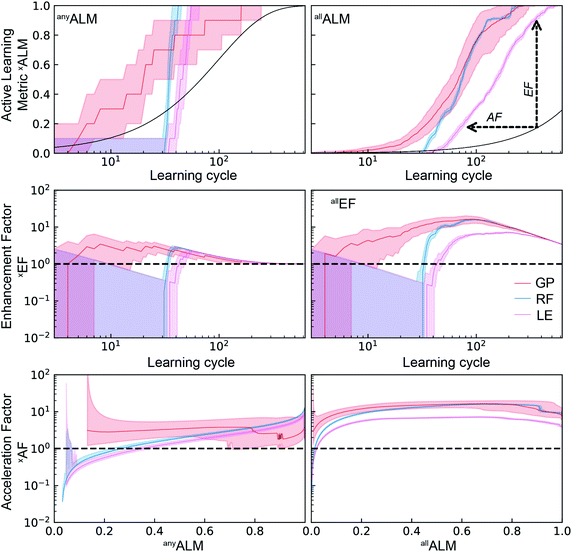 anyALM
allALM
Active Learning
Metric xALM
1.0
0.8
0.6
0.4
0.2
0.0
EF
AF
10¹ 10² 10¹ 10²
Learning cycle Learning cycle
Enhancement Factor
xEF
10²
10¹
10⁰
10⁻¹
10⁻²
allEF
GP
RF
LE
10¹ 10² 10¹ 10²
Learning cycle Learning cycle
Acceleration Factor
xAF
10²
10¹
10⁰
10⁻¹
10⁻²
0.0 0.2 0.4 0.6 0.8 0.0 0.2 0.4 0.6 0.8 1.0
anyALM allALM